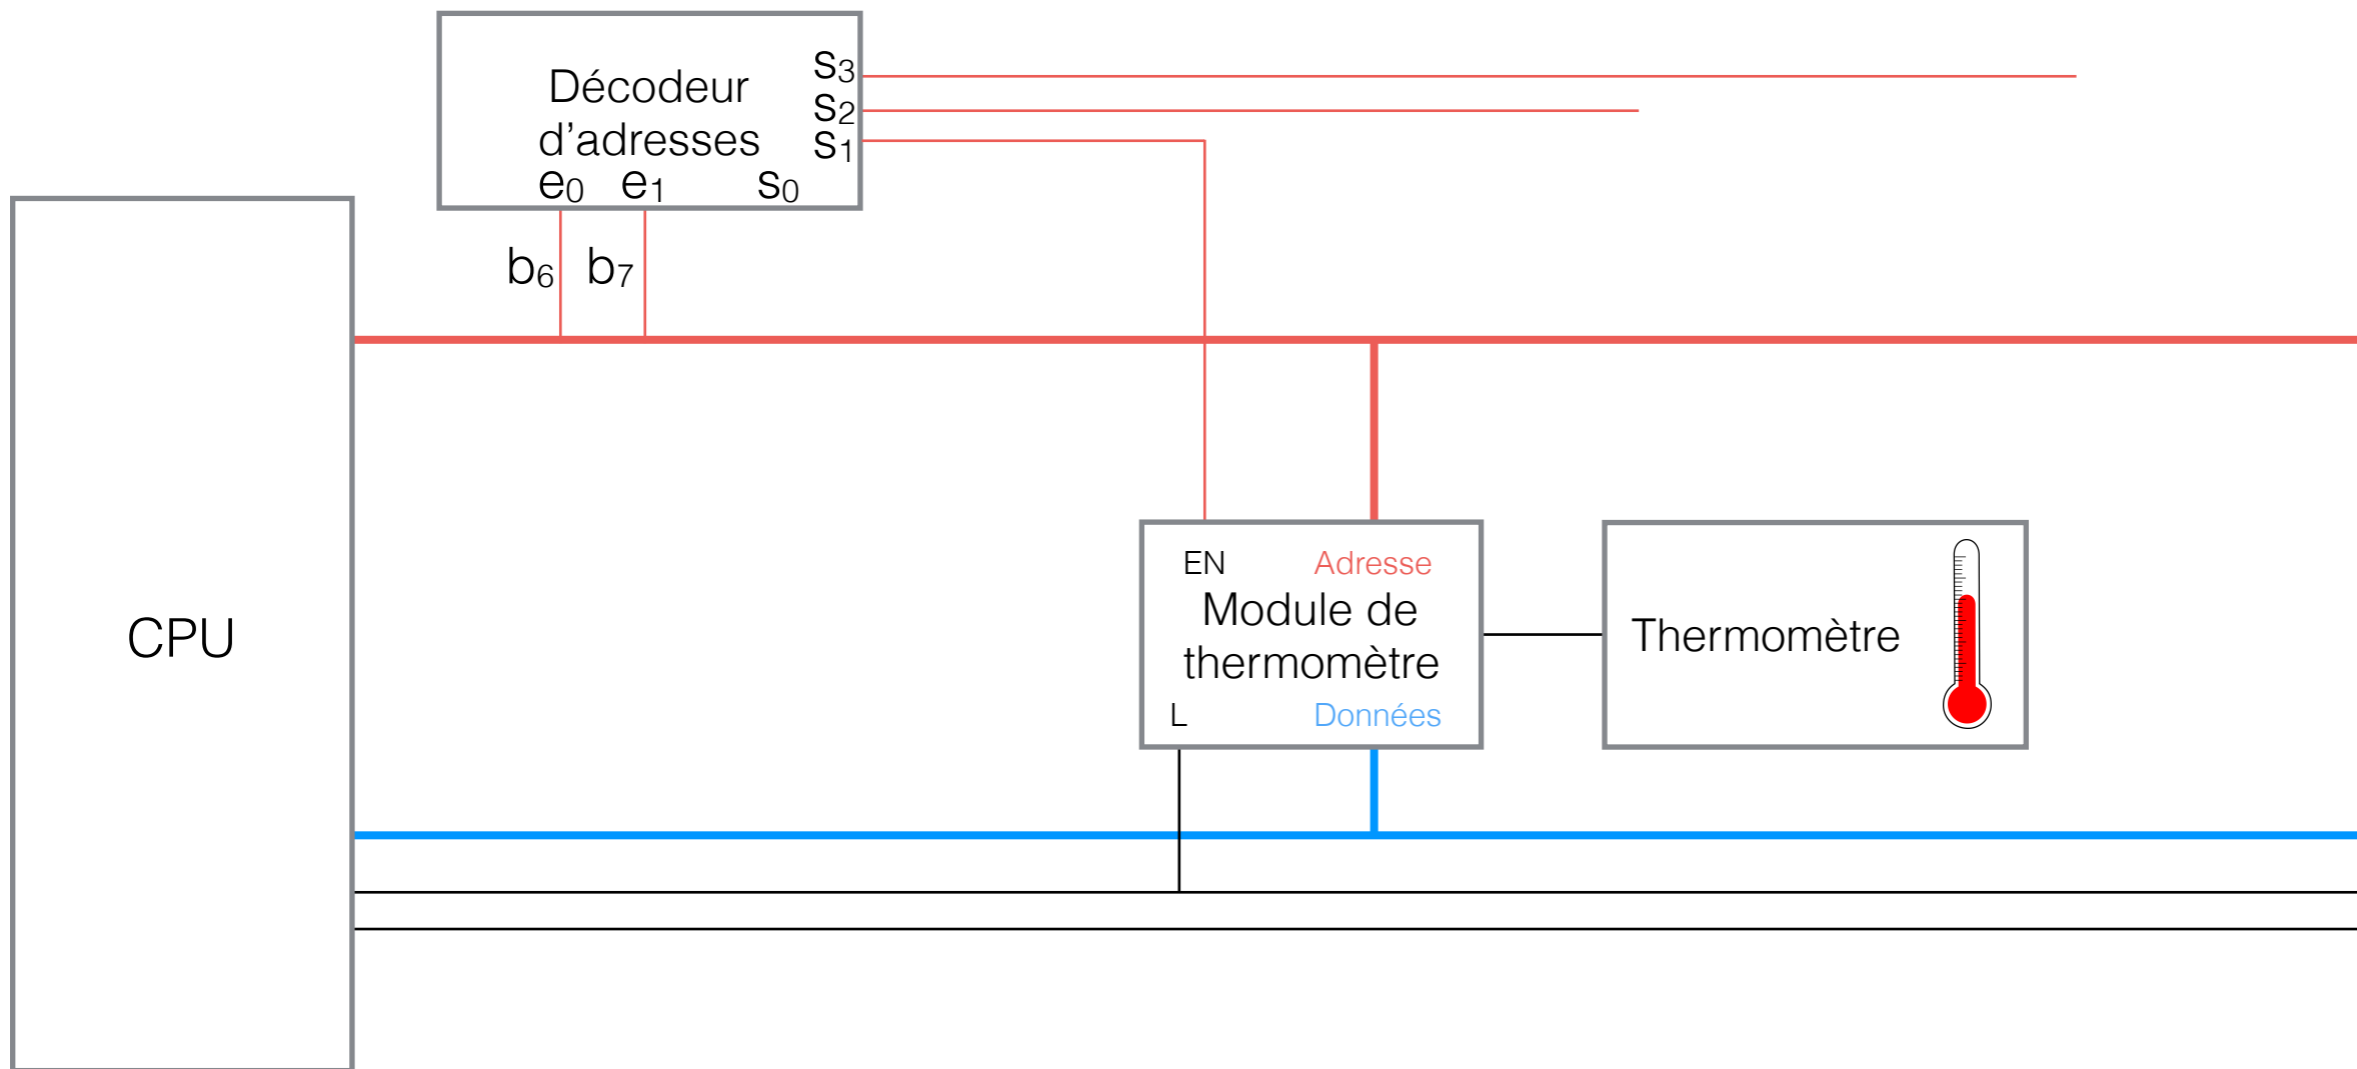 Décodeur
d'adresses
s3
s2
s1
e0 e1 s0
b6 b7
CPU
EN Adresse
Module de
thermomètre
L Données
Thermomètre